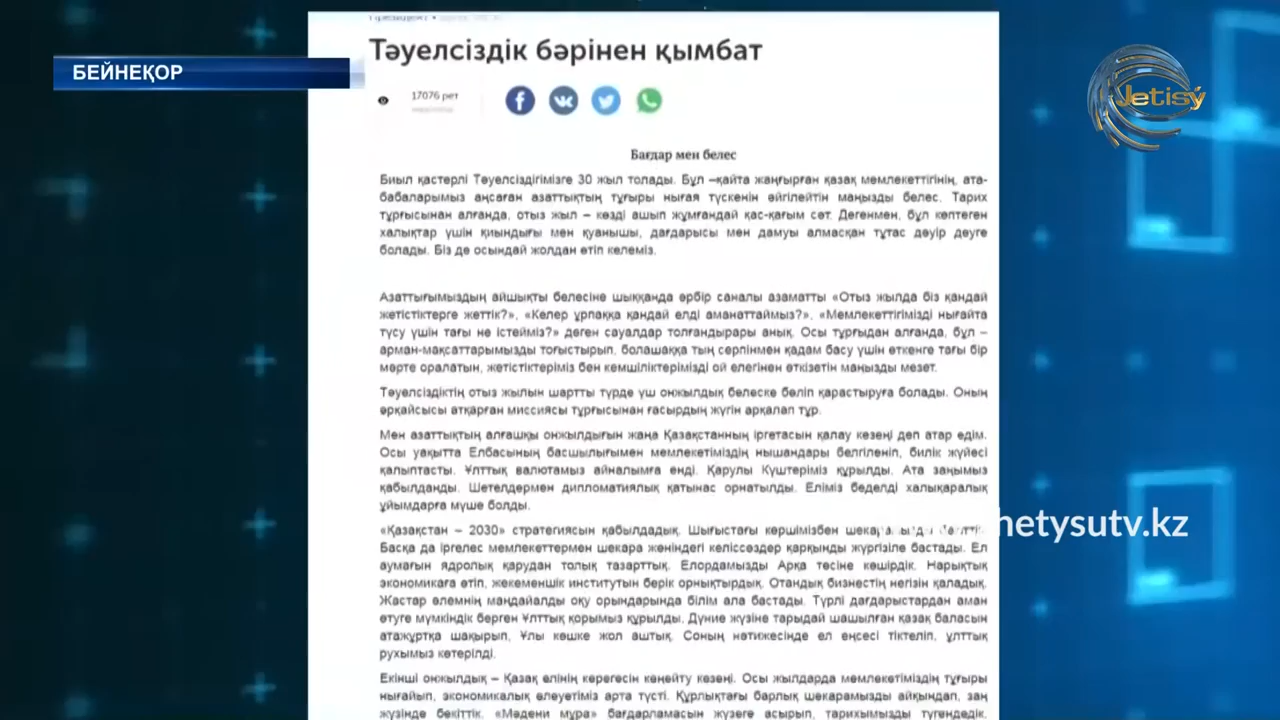 Президент
Тәуелсіздік бәрінен қымбат
БЕЙНЕҚОР
17076 рет
Jetisý
Бағдар мен белес
Биыл қастерлі Тәуелсіздігімізге 30 жыл толады. Бұл –қайта жаңғырған қазақ мемлекеттігінің, ата-
бабаларымыз аңсаған азаттықтың тұғыры нығая түскенін әйгілейтін маңызды белес. Тарих
тұрғысынан алғанда, отыз жыл – көзді ашып жұмғандай қас-қағым сәт. Дегенмен, бұл көптеген
халықтар үшін қиындығы мен қуанышы, дағдарысы мен дамуы алмасқан тұтас дәуір деуге
болады. Біз де осындай жолдан өтіп келеміз.
Азаттығымыздың айшықты белесіне шыққанда әрбір саналы азаматты «Отыз жылда біз қандай
жетістіктерге жеттік?», «Келер ұрпаққа қандай елді аманаттаймыз?», «Мемлекеттігімізді нығайта
түсу үшін тағы не істейміз?» деген сауалдар толғандырары анық. Осы тұрғыдан алғанда, бұл –
арман-мақсаттарымызды тоғыстырып, болашаққа тың серпінмен қадам басу үшін өткенге тағы бір
мәрте оралатын, жетістіктеріміз бен кемшіліктерімізді ой елегінен өткізетін маңызды мезет.
Тәуелсіздіктің отыз жылын шартты түрде үш онжылдық белеске бөліп қарастыруға болады. Оның
әрқайсысы атқарған миссиясы тұрғысынан ғасырдың жүгін арқалап тұр.
Мен азаттықтың алғашқы онжылдығын жаңа Қазақстанның іргетасын қалау кезеңі деп атар едім.
Осы уақытта Елбасының басшылығымен мемлекетіміздің нышандары белгіленіп, билік жүйесі
қалыптасты. Ұлттық валютамыз айналымға енді. Қарулы Күштеріміз құрылды. Ата заңымыз
қабылданды. Шетелдермен дипломатиялық қатынас орнатылды. Еліміз беделді халықаралық
ұйымдарға мүше болды.
«Қазақстан – 2030» стратегиясын қабылдадық. Шығыстағы көршімізбен
hetysutv.kz
Басқа да іргелес мемлекеттермен шекара жөніндегі келіссөздер қарқынды жүргізіле бастады. Ел
аумағын ядролық қарудан толық тазарттық. Елордамызды Арқа төсіне көшірдік. Нарықтық
экономикаға өтіп, жекеменшік институтын берік орнықтырдық. Отандық бизнестің негізін қаладық.
Жастар әлемнің маңдайалды оқу орындарында білім ала бастады. Түрлі дағдарыстардан аман
өтуге мүмкіндік берген Ұлттық қорымыз құрылды. Дүние жүзіне тарыдай шашылған қазақ баласын
атажұртқа шақырып, Ұлы көшке жол аштық. Соның нәтижесінде ел еңсесі тіктеліп, ұлттық
рухымыз көтерілді.
Екінші онжылдық – Қазақ елінің керегесін кеңейту кезеңі. Осы жылдарда мемлекетіміздің тұғыры
нығайып, экономикалық әлеуетіміз арта түсті. Құрлықтағы барлық шекарамызды айқындап, заң
жүзінде бекіттік. «Мәдени мұра» бағдарламасын жүзеге асырып, тарихымызды түгендедік.